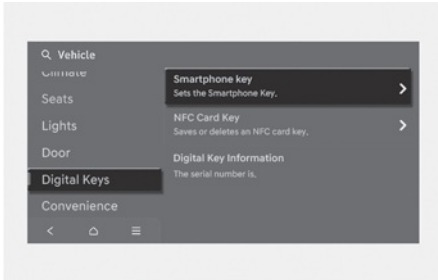 Vehicle
Climate
Seats
Lights
Door
Digital Keys
Convenience
Smartphone key
Sets the Smartphone Key.
NFC Card Key
Saves or deletes an NFC card key.
Digital Key Information
The serial number is.